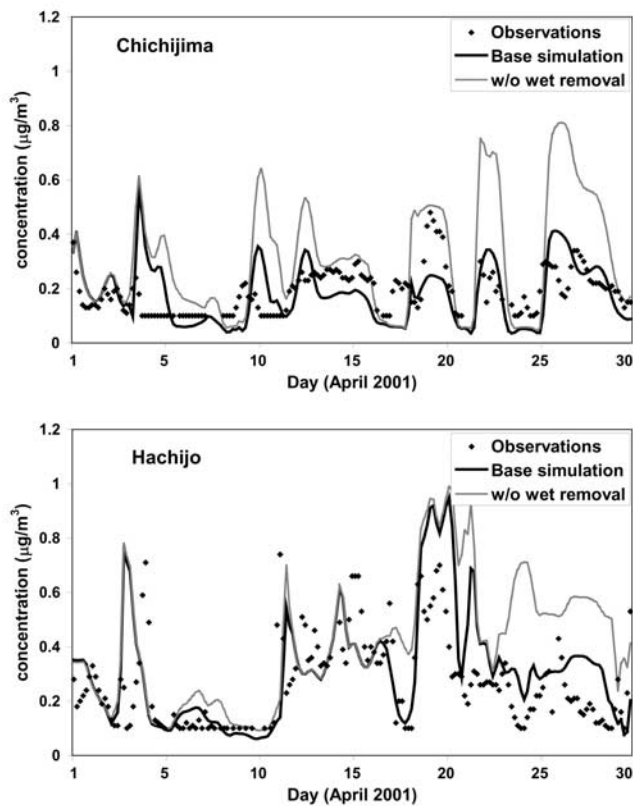 Chichijima
Observations
Base simulation
w/o wet removal
concentration (μg/m³)
1.2
1
0.8
0.6
0.4
0.2
0
1 5 10 15 20 25 30
Day (April 2001)
Hachijo
Observations
Base simulation
w/o wet removal
concentration (μg/m³)
1.2
1
0.8
0.6
0.4
0.2
0
1 5 10 15 20 25 30
Day (April 2001)